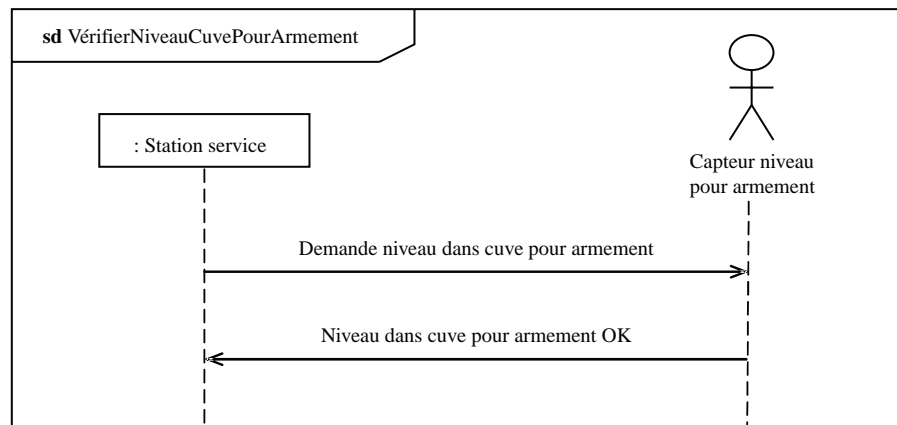 sd VérifierNiveauCuvePourArmement
: Station service
Capteur niveau
pour armement
Demande niveau dans cuve pour armement
Niveau dans cuve pour armement OK